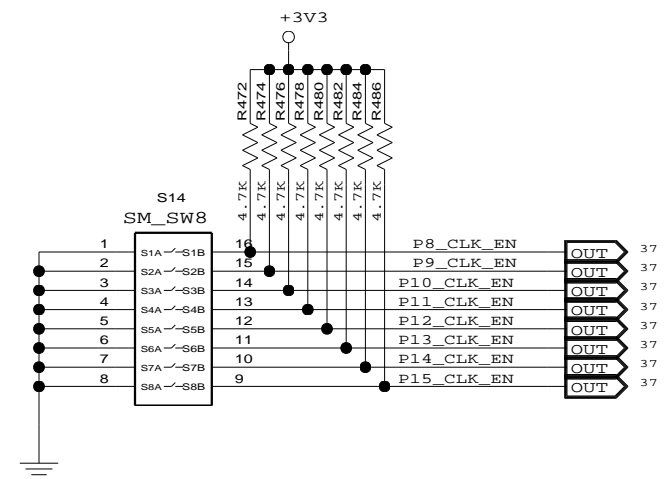 +3V3
R472
R474
R476
R478
R480
R482
R484
R486
4.7K
4.7K
4.7K
4.7K
4.7K
4.7K
4.7K
4.7K
S14
SM_SW8
1 S1A S1B 16 P8_CLK_EN OUT 37
2 S2A S2B 15 P9_CLK_EN OUT 37
3 S3A S3B 14 P10_CLK_EN OUT 37
4 S4A S4B 13 P11_CLK_EN OUT 37
5 S5A S5B 12 P12_CLK_EN OUT 37
6 S6A S6B 11 P13_CLK_EN OUT 37
7 S7A S7B 10 P14_CLK_EN OUT 37
8 S8A S8B 9 P15_CLK_EN OUT 37